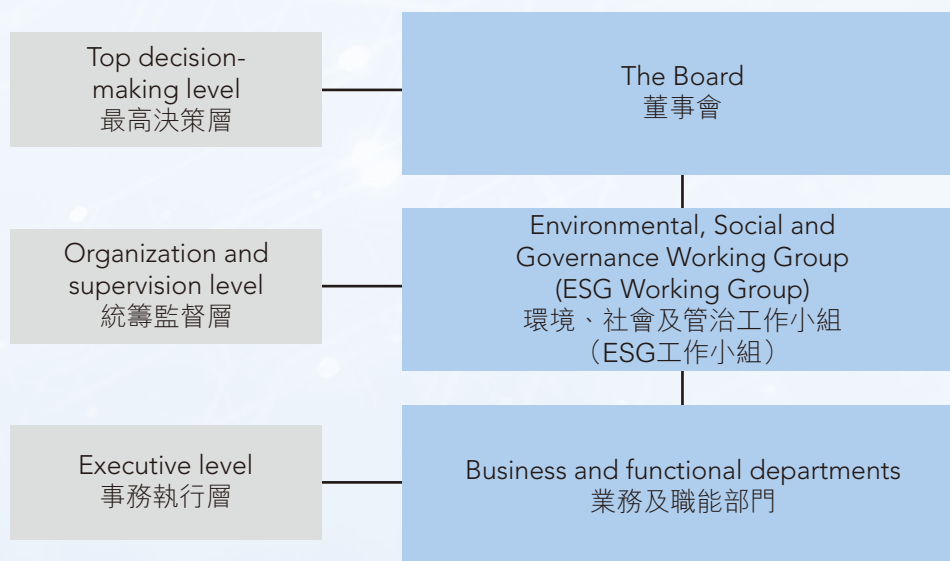 Top decision-
making level
最高決策層
The Board
董事會
Organization and
supervision level
統籌監督層
Environmental, Social and
Governance Working Group
(ESG Working Group)
環境、社會及管治工作小組
（ESG工作小組）
Executive level
事務執行層
Business and functional departments
業務及職能部門